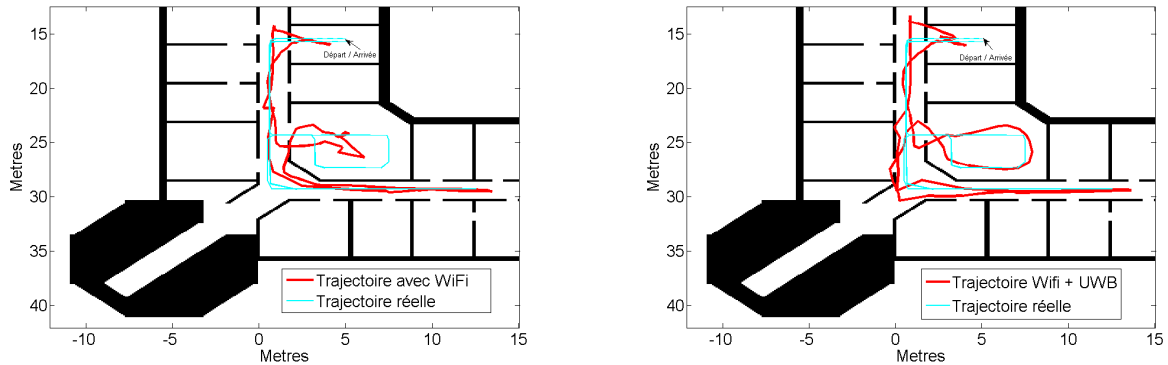 15
20
25
30
35
40
Metres
-10
-5
0
5
10
15
Metres
Départ / Arrivée
Trajectoire avec WiFi
Trajectoire réelle
15
20
25
30
35
40
Metres
-10
-5
0
5
10
15
Metres
Départ / Arrivée
Trajectoire Wifi + UWB
Trajectoire réelle